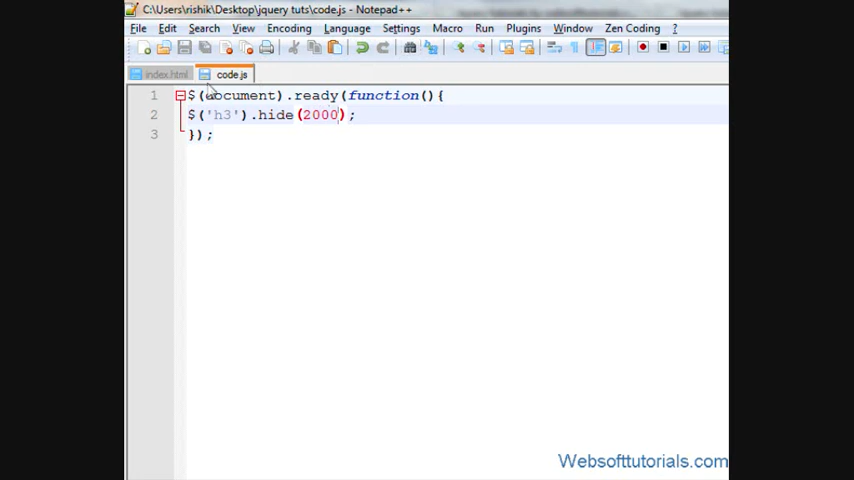 C:\Users\rishik\Desktop\jquery tuts\code.js - Notepad++
File Edit Search View Encoding Language Settings Macro Run Plugins Window Zen Coding ?
index.html code.js
1 $(document).ready(function(){
2 $('h3').hide(2000);
3 });
Websofttutorials.com